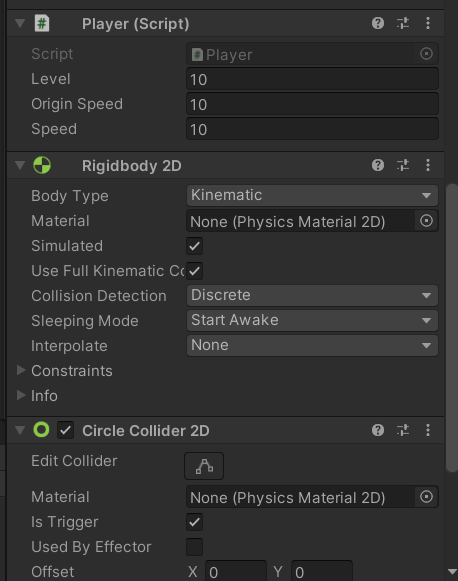 Player (Script)
Script Player
Level 10
Origin Speed 10
Speed 10
Rigidbody 2D
Body Type Kinematic
Material None (Physics Material 2D)
Simulated
Use Full Kinematic Co
Collision Detection Discrete
Sleeping Mode Start Awake
Interpolate None
Constraints
Info
Circle Collider 2D
Edit Collider
Material None (Physics Material 2D)
Is Trigger
Used By Effector
Offset X 0 Y 0